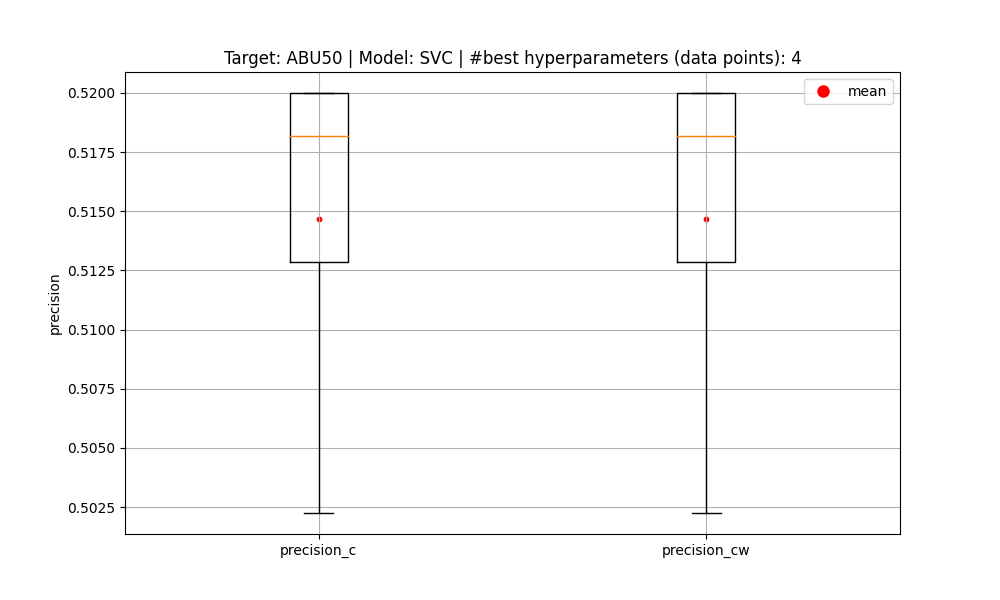 Target: ABU50 | Model: SVC | #best hyperparameters (data points): 4
mean
0.5200
0.5175
0.5150
0.5125
0.5100
0.5075
0.5050
0.5025
precision
precision_c
precision_cw